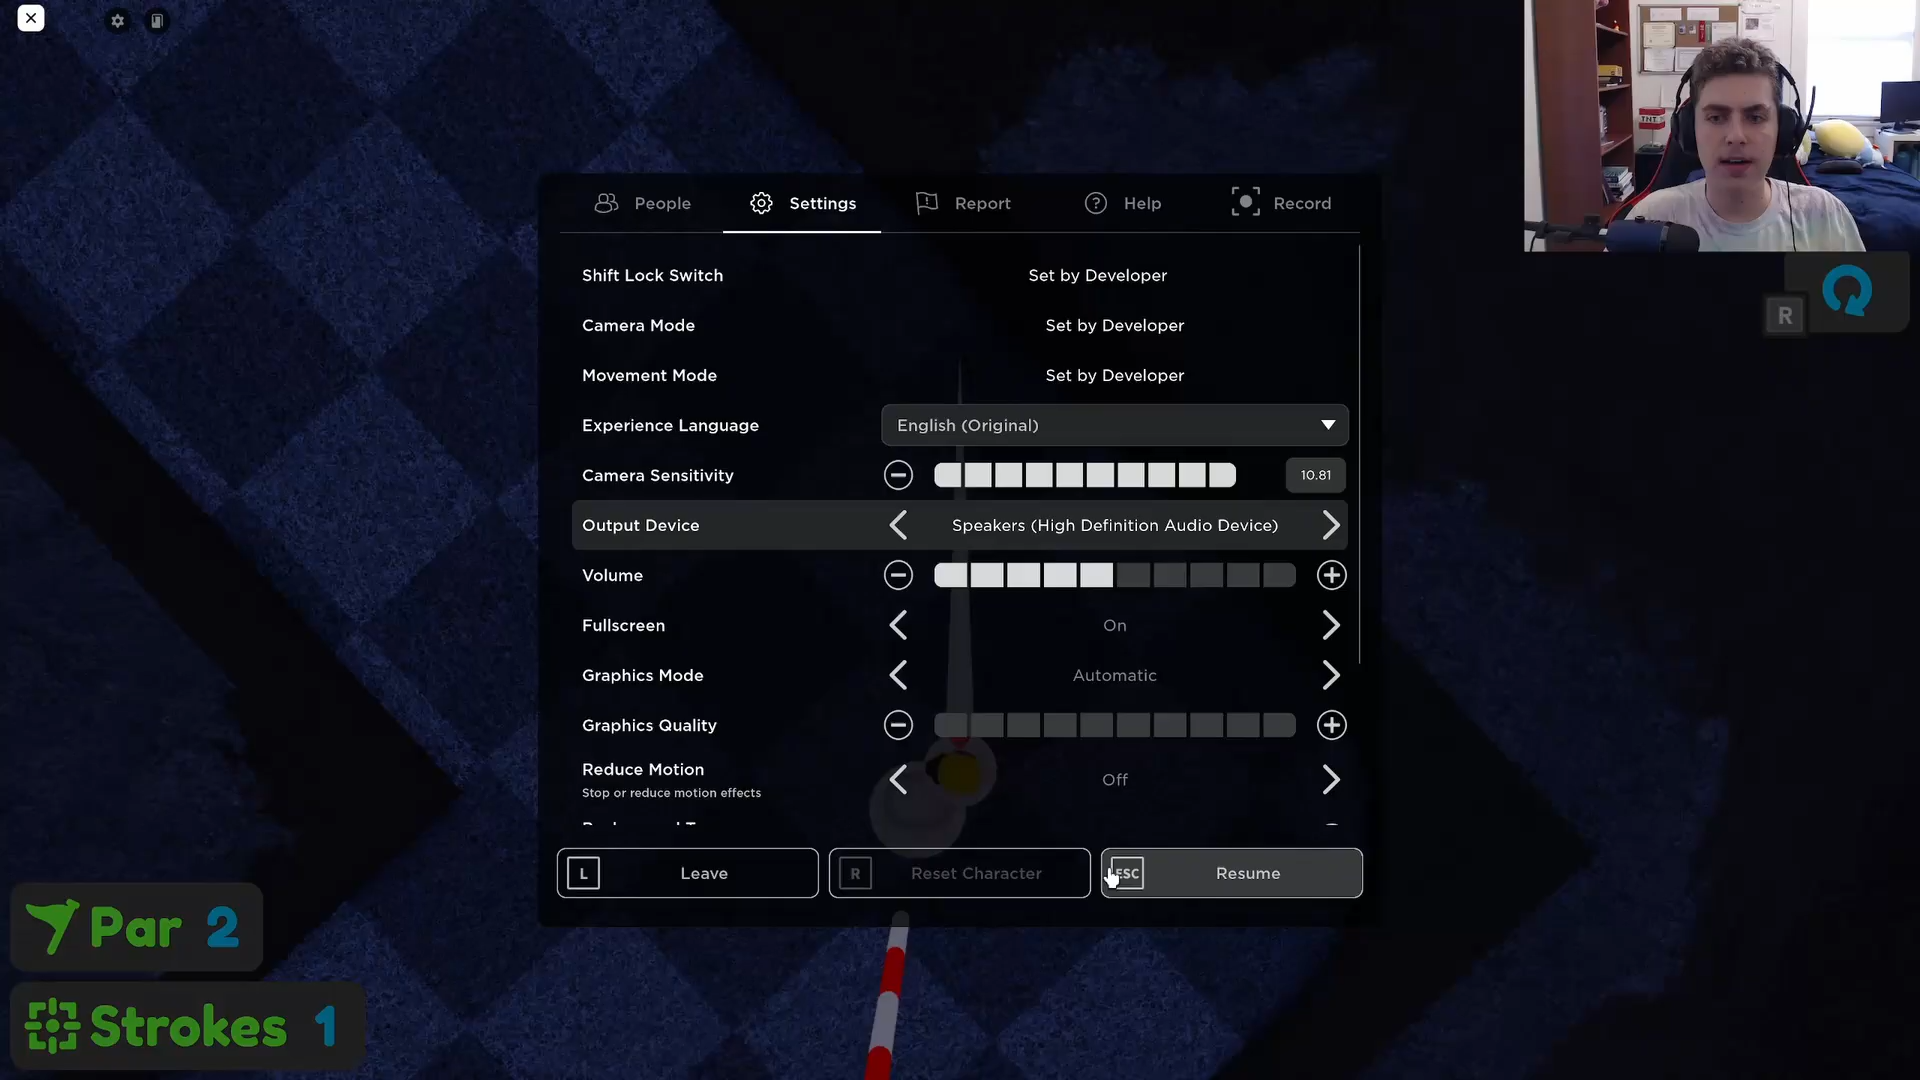 People
Settings
Report
Help
Record
Shift Lock Switch
Set by Developer
Camera Mode
Set by Developer
Movement Mode
Set by Developer
Experience Language
English (Original)
Camera Sensitivity
10.81
Output Device
Speakers (High Definition Audio Device)
Volume
Fullscreen
On
Graphics Mode
Automatic
Graphics Quality
Reduce Motion
Off
Stop or reduce motion effects
L Leave
R Reset Character
ESC Resume
R
TNT
Par 2
Strokes 1